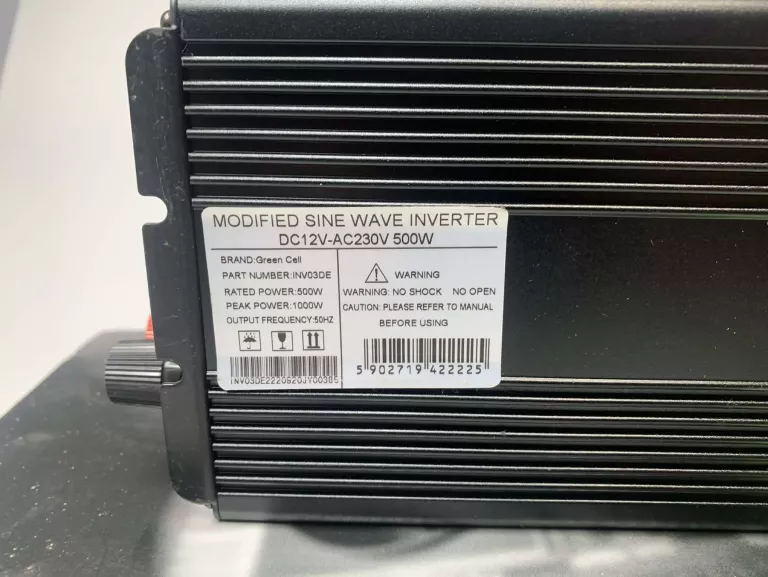 MODIFIED SINE WAVE INVERTER
DC12V-AC230V 500W
BRAND:Green Cell
PART NUMBER:INV03DE
RATED POWER:500W
PEAK POWER:1000W
OUTPUT FREQUENCY:50HZ
INV03DE2220620JY00385
WARNING
WARNING: NO SHOCK NO OPEN
CAUTION: PLEASE REFER TO MANUAL
BEFORE USING
5 902719 422225